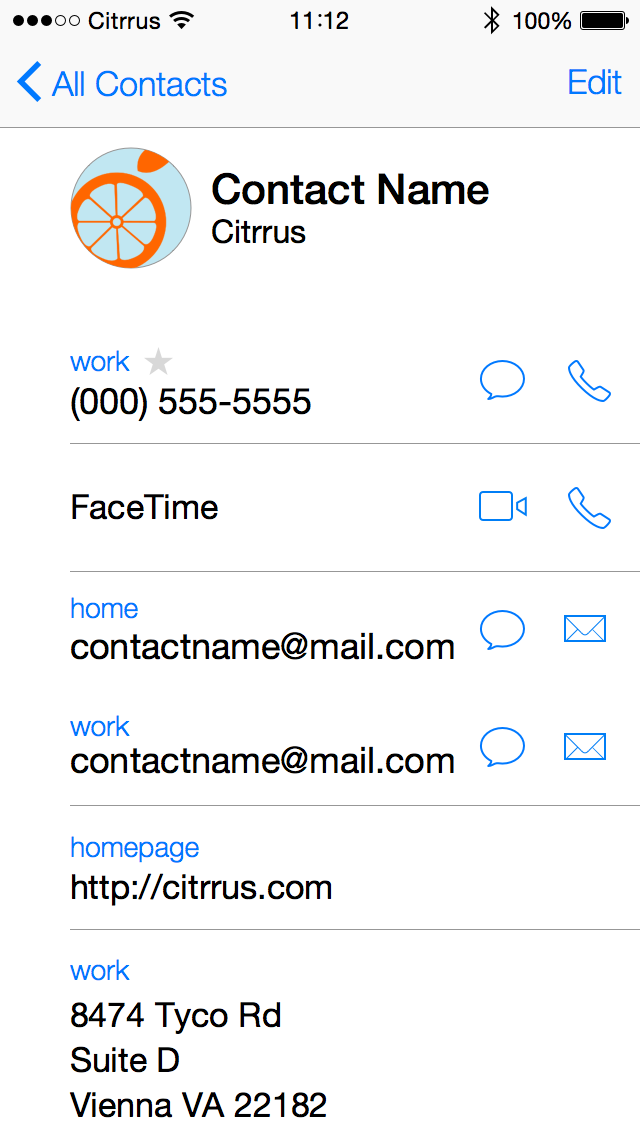 Citrrus 11:12 100%
All Contacts Edit
Contact Name
Citrrus
work
(000) 555-5555
FaceTime
home
contactname@mail.com
work
contactname@mail.com
homepage
http://citrrus.com
work
8474 Tyco Rd
Suite D
Vienna VA 22182